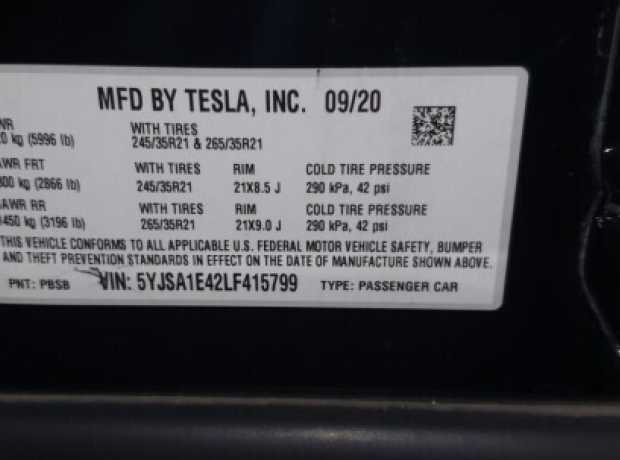 MFD BY TESLA, INC. 09/20
WR WITH TIRES
0 kg (5996 lb) 245/35R21 & 265/35R21
AWR FRT WITH TIRES RIM COLD TIRE PRESSURE
300 kg (2866 lb) 245/35R21 21X8.5 J 290 kPa, 42 psi
AWR RR WITH TIRES RIM COLD TIRE PRESSURE
450 kg (3196 lb) 265/35R21 21X9.0 J 290 kPa, 42 psi
THIS VEHICLE CONFORMS TO ALL APPLICABLE U.S. FEDERAL MOTOR VEHICLE SAFETY, BUMPER
AND THEFT PREVENTION STANDARDS IN EFFECT ON THE DATE OF MANUFACTURE SHOWN ABOVE.
PNT: PBSB VIN: 5YJSA1E42LF415799 TYPE: PASSENGER CAR